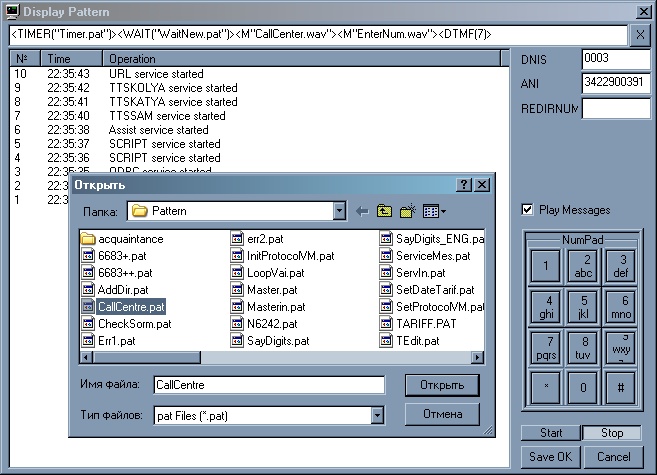 Display Pattern
<TIMER("Timer.pat")><WAIT("WaitNew.pat")><M"CallCenter.wav"><M"EnterNum.wav"><DTMF(7)>
X
№ Time Operation
10 22:35:43 URL service started
9 22:35:42 TTSKOLYA service started
8 22:35:41 TTSKATYA service started
7 22:35:40 TTSSAM service started
6 22:35:38 Assist service started
5 22:35:37 SCRIPT service started
4 22:35:36 SCRIPT service started
3 22:35:35 ODBC service started
2
1
DNIS 0003
ANI 3422900391
REDIRNUM
Открыть
Папка: Pattern
acquaintance
6683+.pat
6683++.pat
AddDir.pat
CallCentre.pat
CheckSorm.pat
Err1.pat
err2.pat
InitProtocolVM.pat
LoopVai.pat
Master.pat
Masterin.pat
N6242.pat
SayDigits.pat
SayDigits_ENG.pa
ServiceMes.pat
ServIn.pat
SetDateTarif.pat
SetProtocolVM.pat
TARIFF.PAT
TEdit.pat
Имя файла: CallCentre Открыть
Тип файлов: pat Files (*.pat) Отмена
Play Messages
NumPad
1
2 abc
3 def
4 ghi
5 jkl
6 mno
7 pqrs
8 tuv
9 wxy
*
0
#
Start Stop
Save OK Cancel